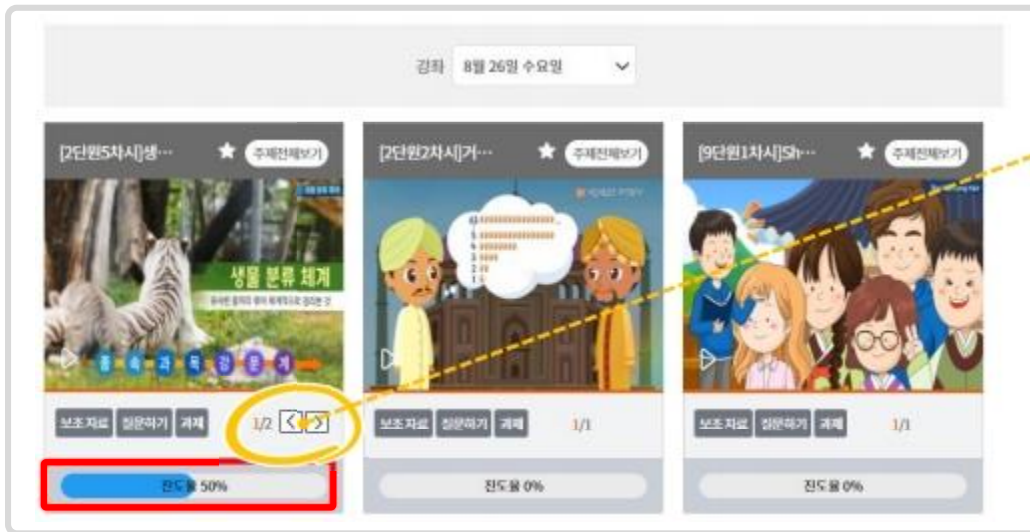 강좌 8월 26일 수요일
[2단원5차시]생… 주제전체보기
생물 분류 체계
종 속 과 목 강 문 계
보조자료 질문하기 과제 1/2
진도율 50%
[2단원2차시]거… 주제전체보기
보조자료 질문하기 과제 1/1
진도율 0%
[9단원1차시]Sh… 주제전체보기
보조자료 질문하기 과제 1/1
진도율 0%